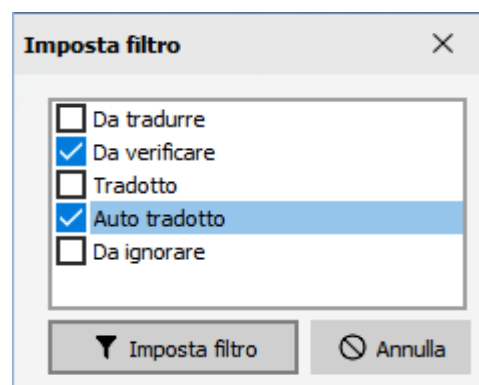 Imposta filtro
Da tradurre
Da verificare
Tradotto
Auto tradotto
Da ignorare
Imposta filtro Annulla